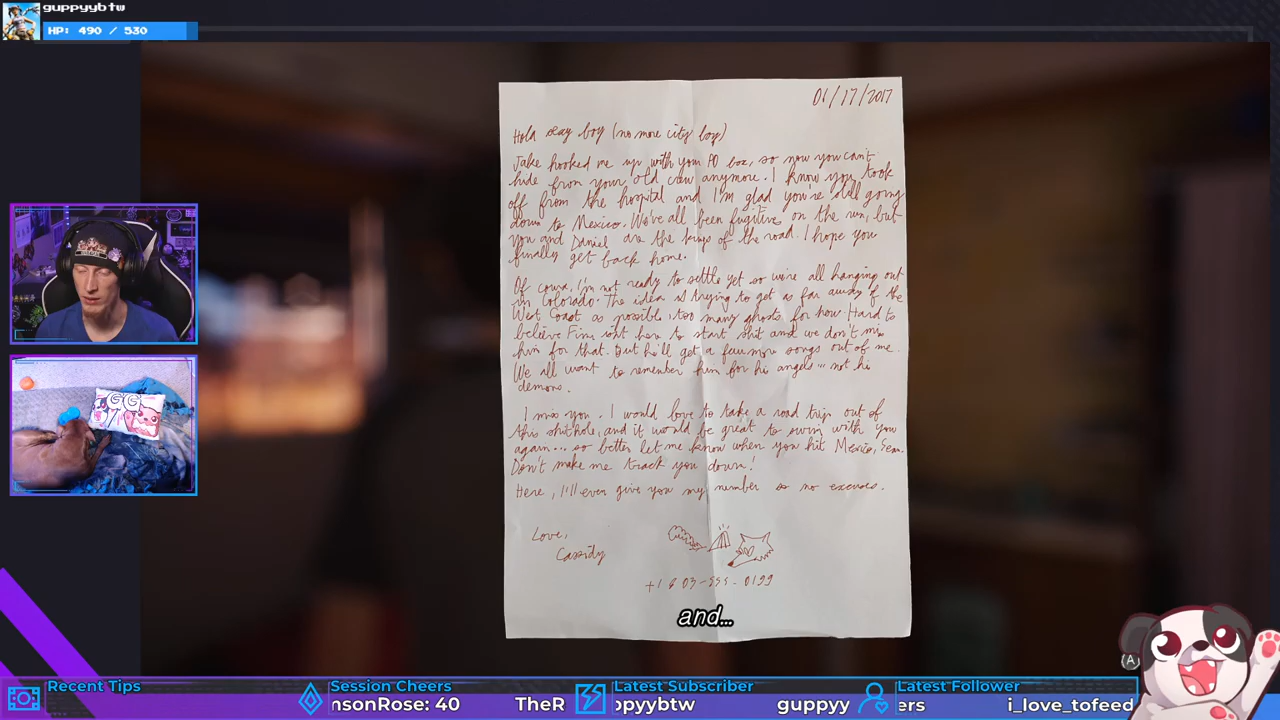 guppyybtw
HP: 490 / 530
01/17/2017
Hola sexy boy (no more city boy)
Jake hooked me up with your PO box, so now you can't
hide from your old crew anymore. I know you took
off from the hospital and I'm glad you're still going
down to Mexico. We've all been fugitives on the run, but
you and Daniel are the kings of the road. I hope you
finally get back home.
Of course, I'm not ready to settle yet so we're all hanging out
in Colorado. The idea is trying to get as far away of the
West Coast as possible, too many ghosts for now. Hard to
believe Finn isn't here to start shit and we don't miss
him for that. But he'll get a few more songs out of me.
We all want to remember him for his angels... not his
demons.
I miss you. I would love to take a road trip out of
this shithole, and it would be great to swim with you
again... so better let me know when you hit Mexico, Sean.
Don't make me track you down!
Here, I'll even give you my number so no excuses.
Love,
Cassidy
+1 603-555-0199
and...
(A)
GG
Recent Tips
Session Cheers
nsonRose: 40
TheR
Latest Subscriber
pyybtw
guppyy
Latest Follower
ers
i_love_tofeed